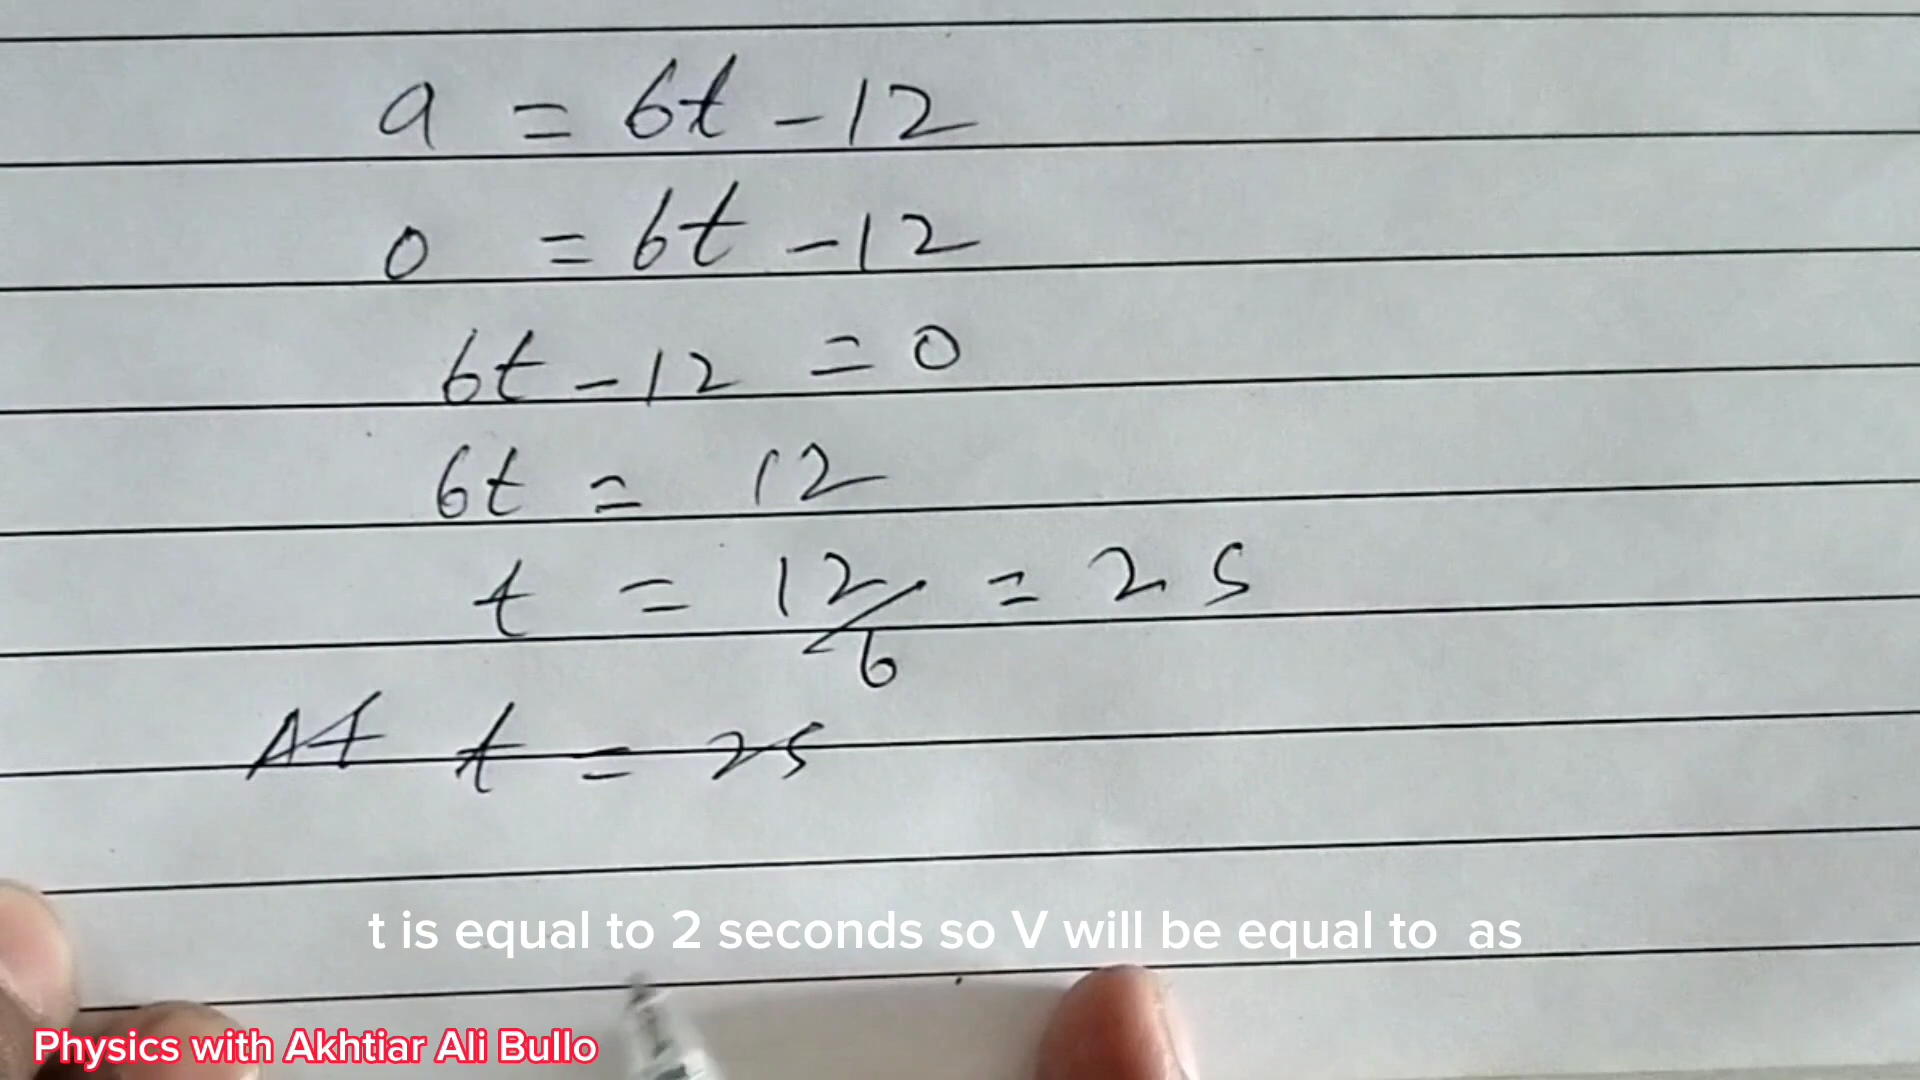 a = 6t - 12
0 = 6t - 12
6t - 12 = 0
6t = 12
t = 12/6 = 2 s
At t = 2s
t is equal to 2 seconds so V will be equal to as
Physics with Akhtiar Ali Bullo